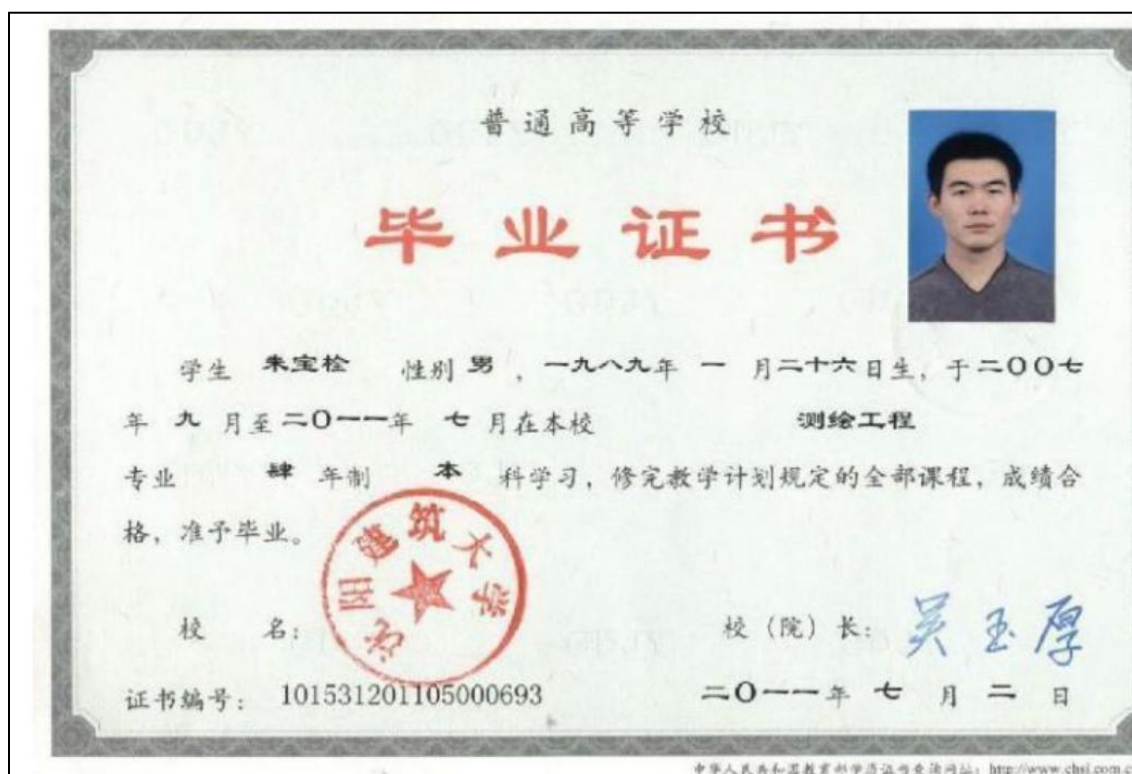 普通高等学校
毕业证书
学生 朱宝栓 性别 男 ，一九八九年 一 月二十六日生，于二〇〇七
年 九 月至二〇一一年 七 月在本校 测绘工程
专业 肆 年制 本 科学习，修完教学计划规定的全部课程，成绩合
格，准予毕业。
沈阳建筑大学
校 名： 校（院）长： 吴玉厚
证书编号： 101531201105000693 二〇一一年 七 月 二 日
中华人民共和国教育部学历证书查询网址：http://www.chsi.com.c